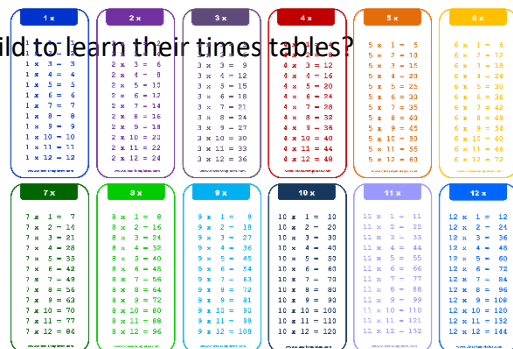 ild to learn their times tables?
1 x
1 x 3 = 3
1 x 4 = 4
1 x 5 = 5
1 x 6 = 6
1 x 7 = 7
1 x 8 = 8
1 x 9 = 9
1 x 10 = 10
1 x 11 = 11
1 x 12 = 12
2 x
2 x 3 = 6
2 x 4 = 8
2 x 5 = 10
2 x 6 = 12
2 x 7 = 14
2 x 8 = 16
2 x 9 = 18
2 x 10 = 20
2 x 11 = 22
2 x 12 = 24
3 x
3 x 3 = 9
3 x 4 = 12
3 x 5 = 15
3 x 6 = 18
3 x 7 = 21
3 x 8 = 24
3 x 9 = 27
3 x 10 = 30
3 x 11 = 33
3 x 12 = 36
4 x
4 x 3 = 12
4 x 4 = 16
4 x 5 = 20
4 x 6 = 24
4 x 7 = 28
4 x 8 = 32
4 x 9 = 36
4 x 10 = 40
4 x 11 = 44
4 x 12 = 48
5 x
5 x 1 = 5
5 x 2 = 10
5 x 3 = 15
5 x 4 = 20
5 x 5 = 25
5 x 6 = 30
5 x 7 = 35
5 x 8 = 40
5 x 9 = 45
5 x 10 = 50
5 x 11 = 55
5 x 12 = 60
6 x
6 x 1 = 6
6 x 2 = 12
6 x 3 = 18
6 x 4 = 24
6 x 5 = 30
6 x 6 = 36
6 x 7 = 42
6 x 8 = 48
6 x 9 = 54
6 x 10 = 60
6 x 11 = 66
6 x 12 = 72
7 x
7 x 1 = 7
7 x 2 = 14
7 x 3 = 21
7 x 4 = 28
7 x 5 = 35
7 x 6 = 42
7 x 7 = 49
7 x 8 = 56
7 x 9 = 63
7 x 10 = 70
7 x 11 = 77
7 x 12 = 84
8 x
8 x 1 = 8
8 x 2 = 16
8 x 3 = 24
8 x 4 = 32
8 x 5 = 40
8 x 6 = 48
8 x 7 = 56
8 x 8 = 64
8 x 9 = 72
8 x 10 = 80
8 x 11 = 88
8 x 12 = 96
9 x
9 x 1 = 9
9 x 2 = 18
9 x 3 = 27
9 x 4 = 36
9 x 5 = 45
9 x 6 = 54
9 x 7 = 63
9 x 8 = 72
9 x 9 = 81
9 x 10 = 90
9 x 11 = 99
9 x 12 = 108
10 x
10 x 1 = 10
10 x 2 = 20
10 x 3 = 30
10 x 4 = 40
10 x 5 = 50
10 x 6 = 60
10 x 7 = 70
10 x 8 = 80
10 x 9 = 90
10 x 10 = 100
10 x 11 = 110
10 x 12 = 120
11 x
11 x 1 = 11
11 x 2 = 22
11 x 3 = 33
11 x 4 = 44
11 x 5 = 55
11 x 6 = 66
11 x 7 = 77
11 x 8 = 88
11 x 9 = 99
11 x 10 = 110
11 x 11 = 121
11 x 12 = 132
12 x
12 x 1 = 12
12 x 2 = 24
12 x 3 = 36
12 x 4 = 48
12 x 5 = 60
12 x 6 = 72
12 x 7 = 84
12 x 8 = 96
12 x 9 = 108
12 x 10 = 120
12 x 11 = 132
12 x 12 = 144